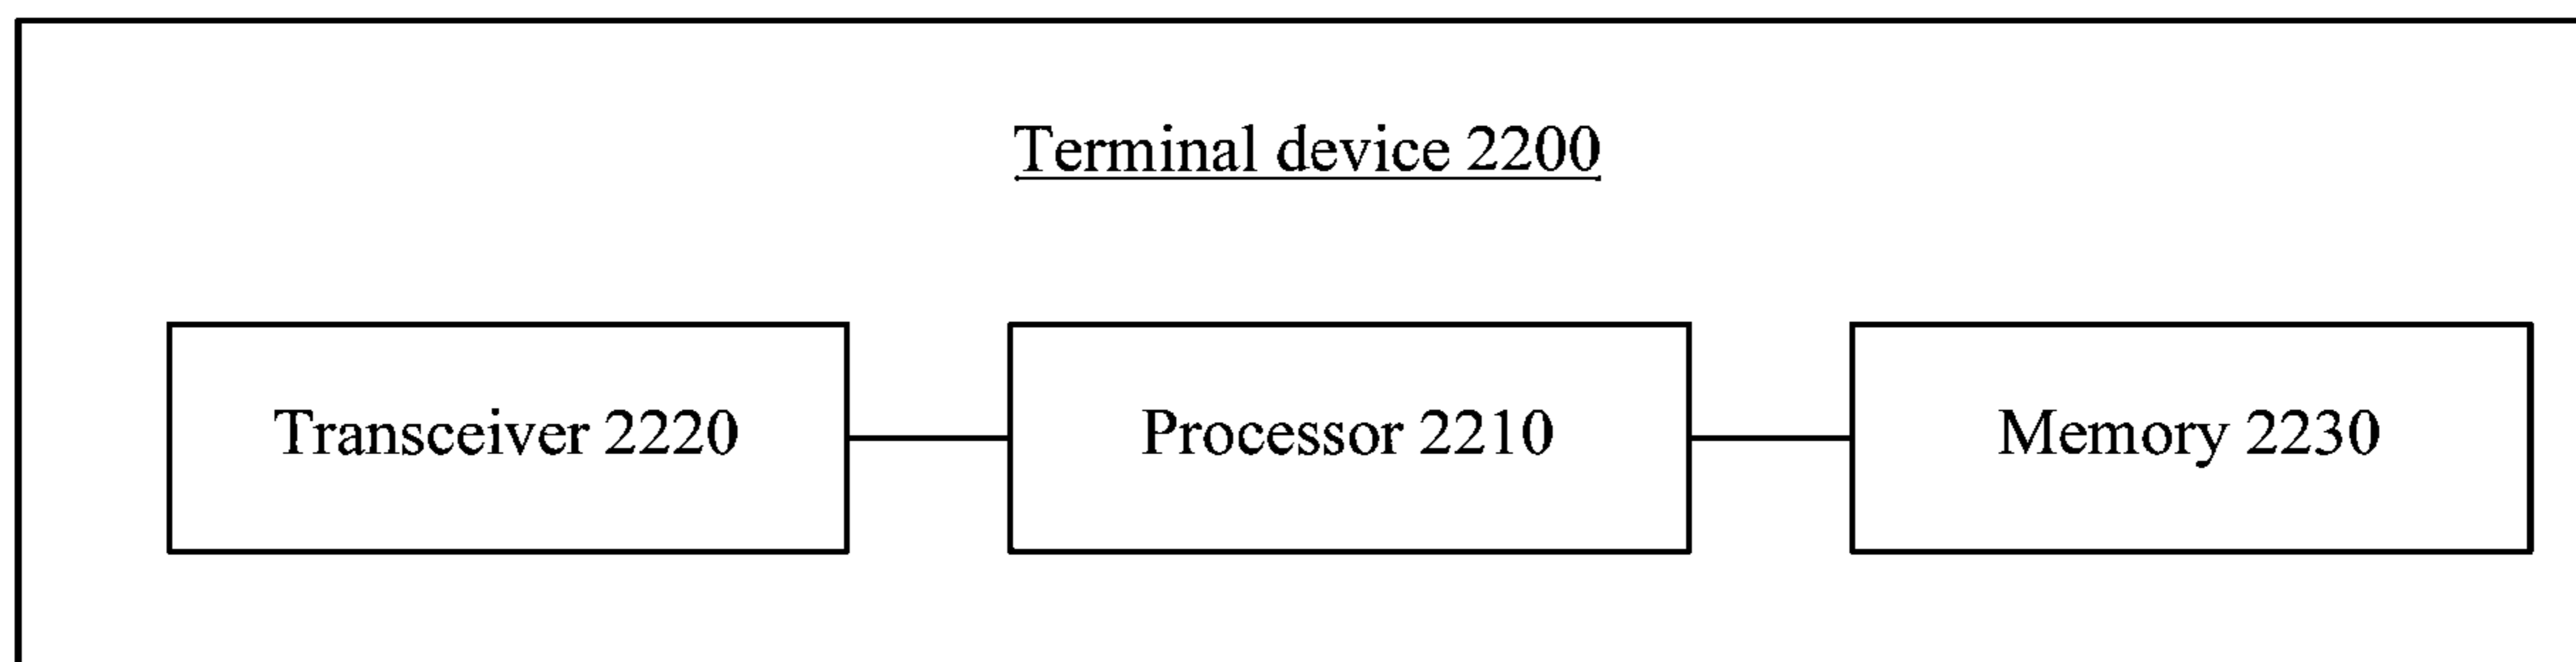 Terminal device 2200
Transceiver 2220
Processor 2210
Memory 2230